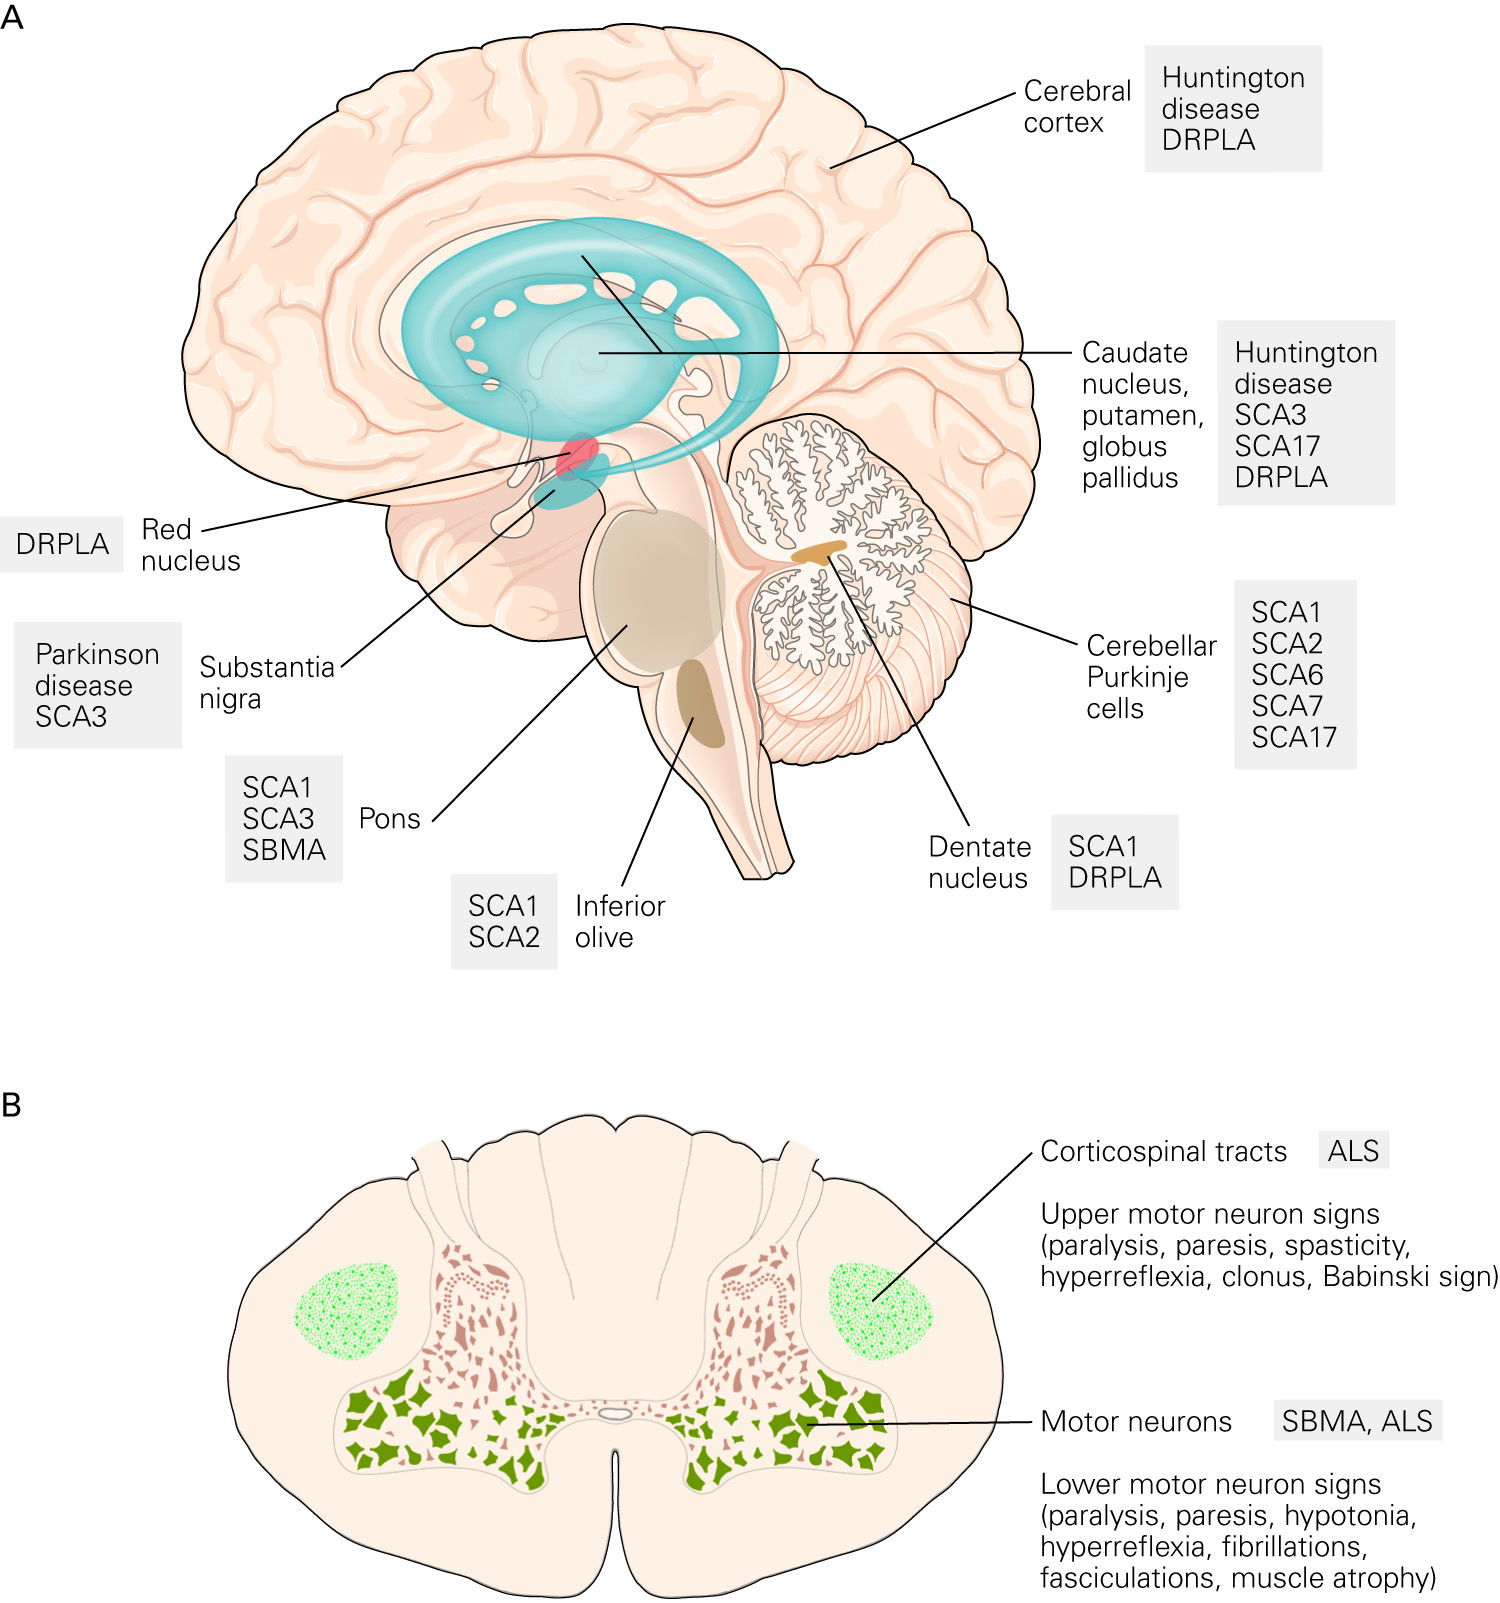 A
Cerebral
cortex
Huntington
disease
DRPLA
Caudate
nucleus,
putamen,
globus
pallidus
Huntington
disease
SCA3
SCA17
DRPLA
DRPLA
Red
nucleus
Parkinson
disease
SCA3
Substantia
nigra
SCA1
SCA3
SBMA
Pons
SCA1
SCA2
Inferior
olive
Cerebellar
Purkinje
cells
SCA1
SCA2
SCA6
SCA7
SCA17
Dentate
nucleus
SCA1
DRPLA
B
Corticospinal tracts ALS
Upper motor neuron signs
(paralysis, paresis, spasticity,
hyperreflexia, clonus, Babinski sign)
Motor neurons SBMA, ALS
Lower motor neuron signs
(paralysis, paresis, hypotonia,
hyperreflexia, fibrillations,
fasciculations, muscle atrophy)